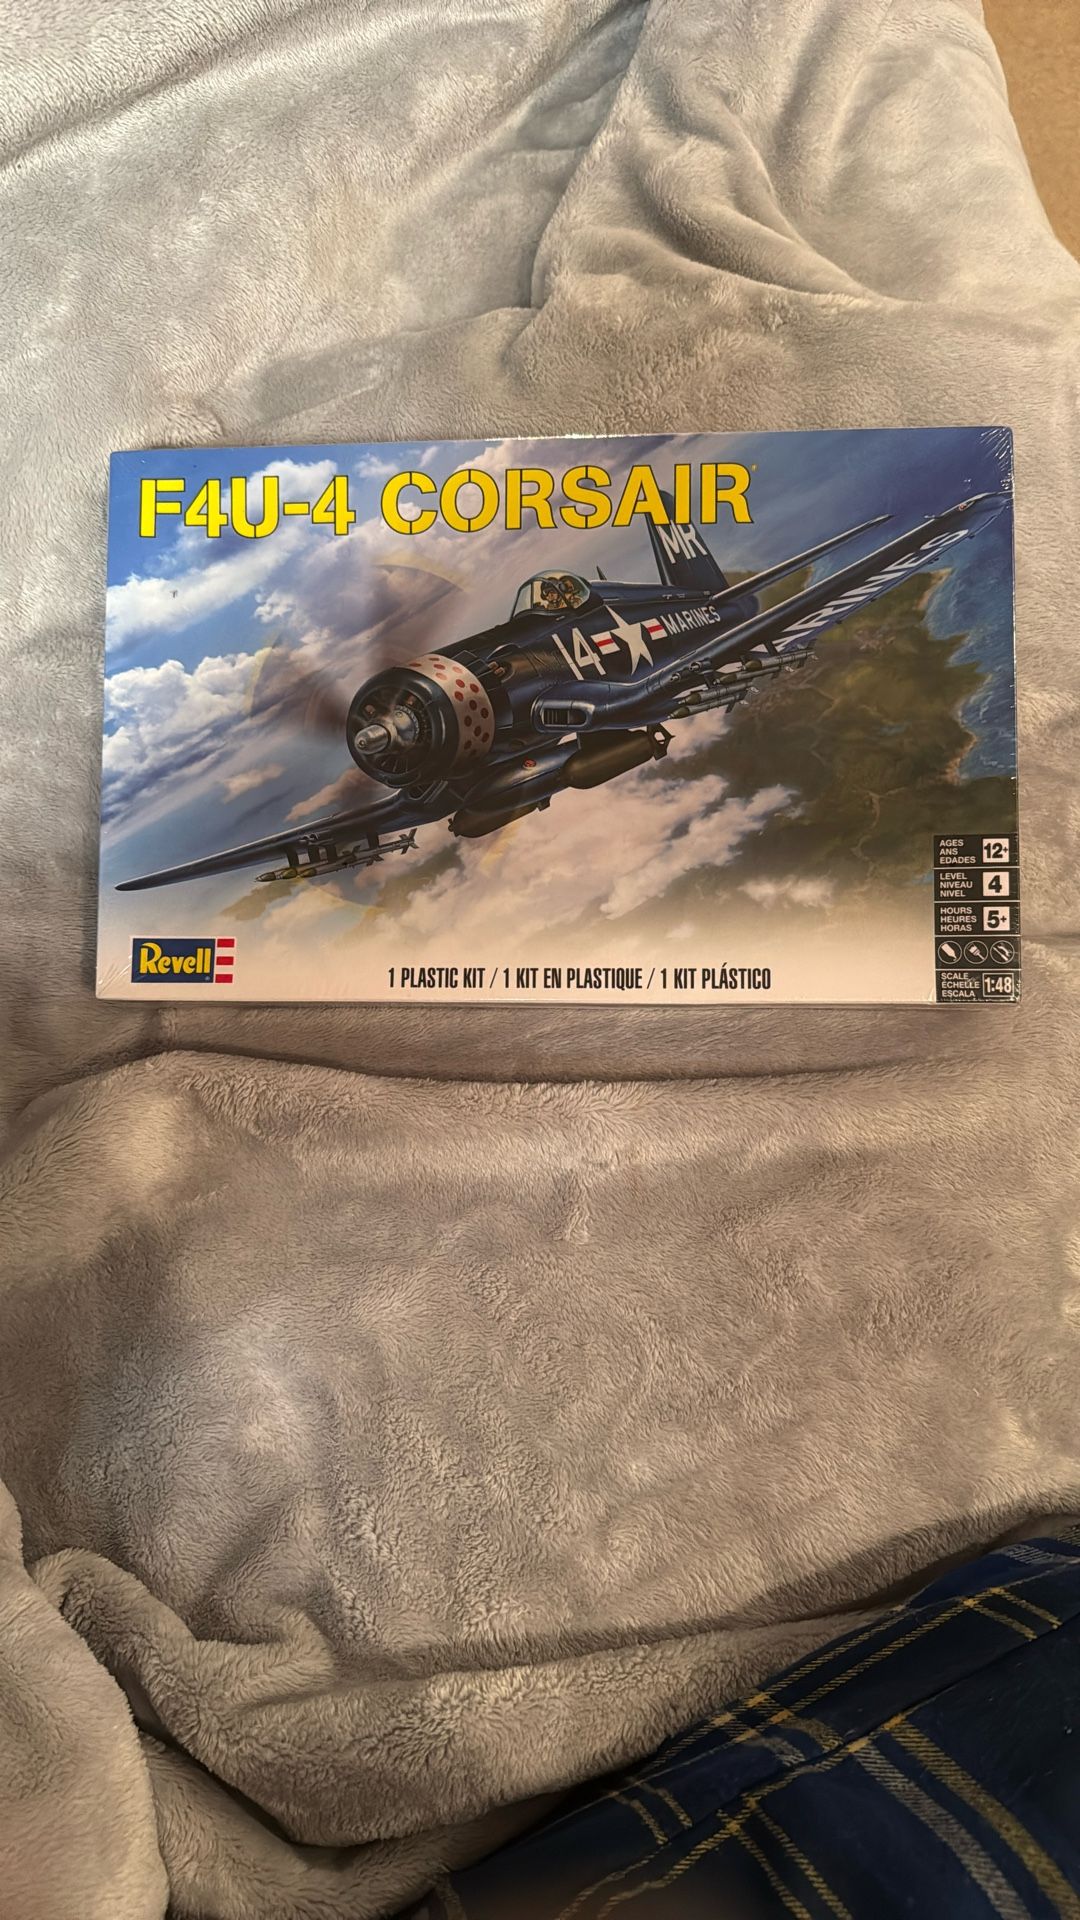 F4U-4 CORSAIR
MR
14
MARINES
MARINES
AGES
ANS
EDADES
12+
LEVEL
NIVEAU
NIVEL
4
HOURS
HEURES
HORAS
5+
Revell
1 PLASTIC KIT / 1 KIT EN PLASTIQUE / 1 KIT PLÁSTICO
SCALE
ÉCHELLE
ESCALA
1:48